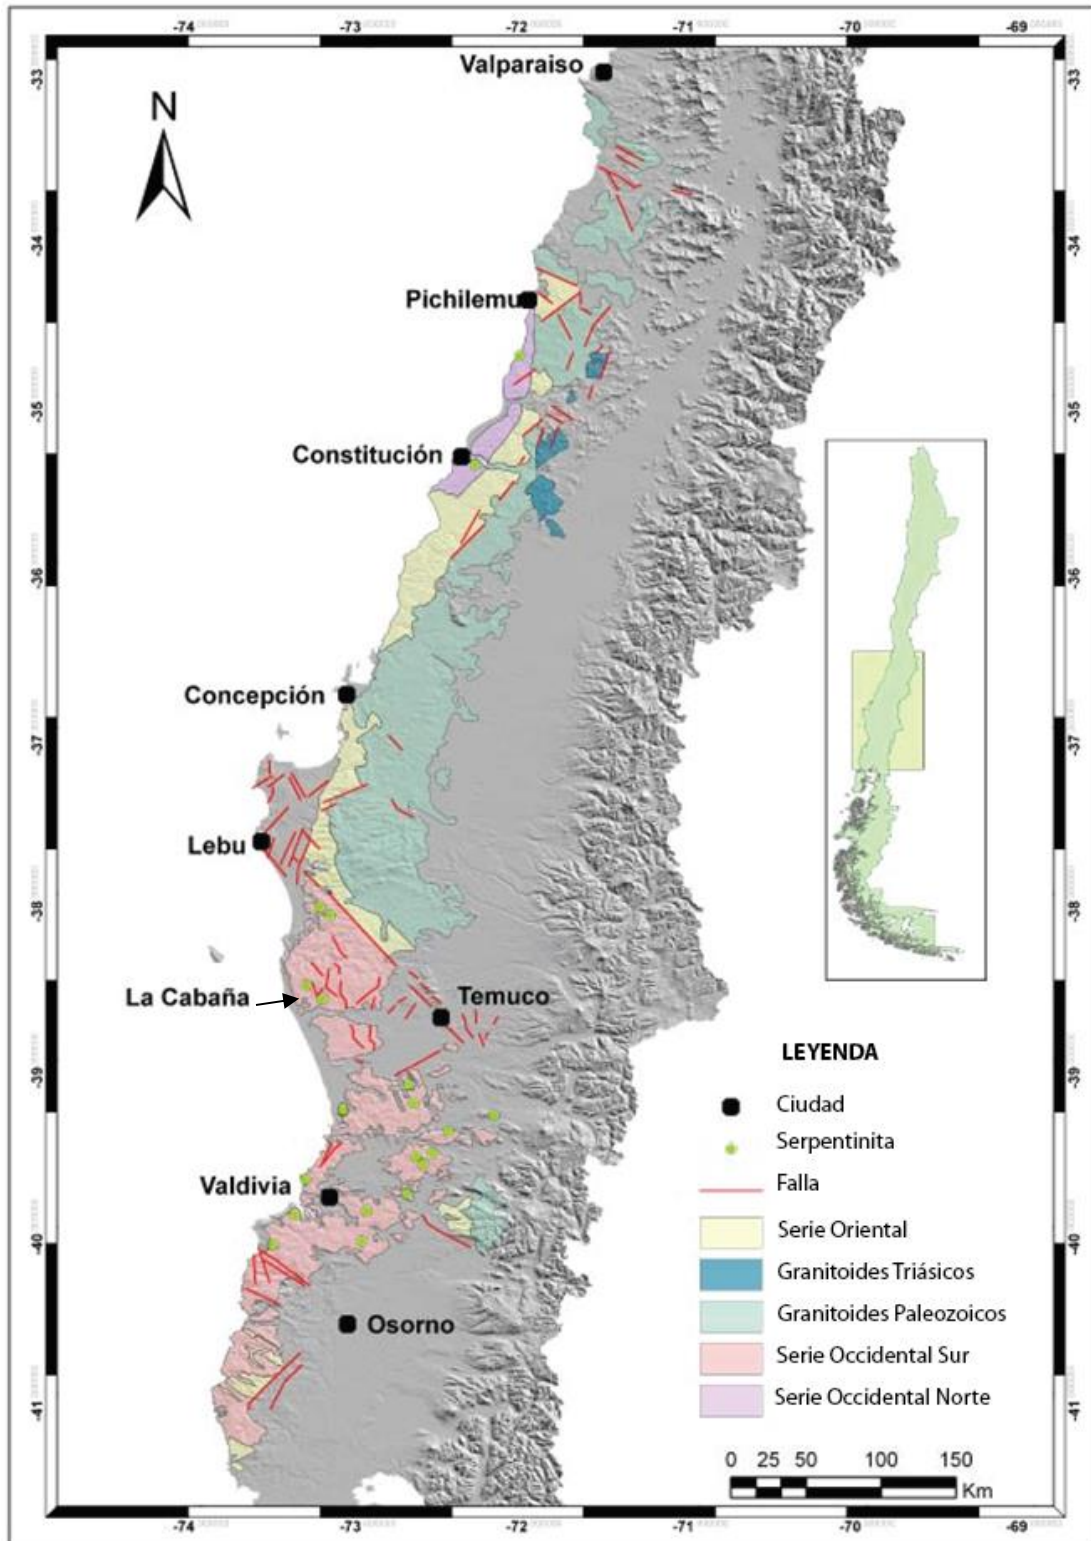 -74 -73 -72 -71 -70 -69
-33
-34
-35
-36
-37
-38
-39
-40
-41
N
Valparaiso
Pichilemu
Constitución
Concepción
Lebu
La Cabaña
Temuco
Valdivia
Osorno
LEYENDA
Ciudad
Serpentinita
Falla
Serie Oriental
Granitoides Triásicos
Granitoides Paleozoicos
Serie Occidental Sur
Serie Occidental Norte
0 25 50 100 150
Km
-33
-34
-35
-36
-37
-38
-39
-40
-41
-74 -73 -72 -71 -70 -69